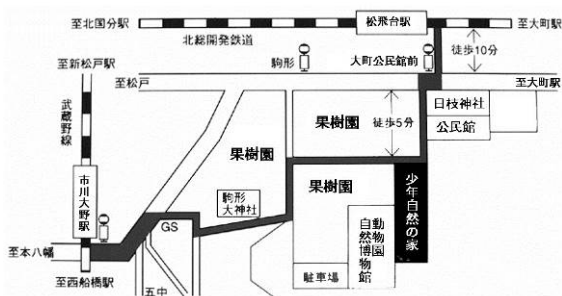 至北国分駅
松飛台駅
至大町駅
北総開発鉄道
徒歩10分
至新松戸駅
駒形
大町公民館前
至松戸
至大町駅
武蔵野線
果樹園
徒歩5分
日枝神社
公民館
果樹園
果樹園
少年自然の家
市川大野駅
駒形
大神社
GS
動物園
自然博物館
至本八幡
駐車場
至西船橋駅
五中